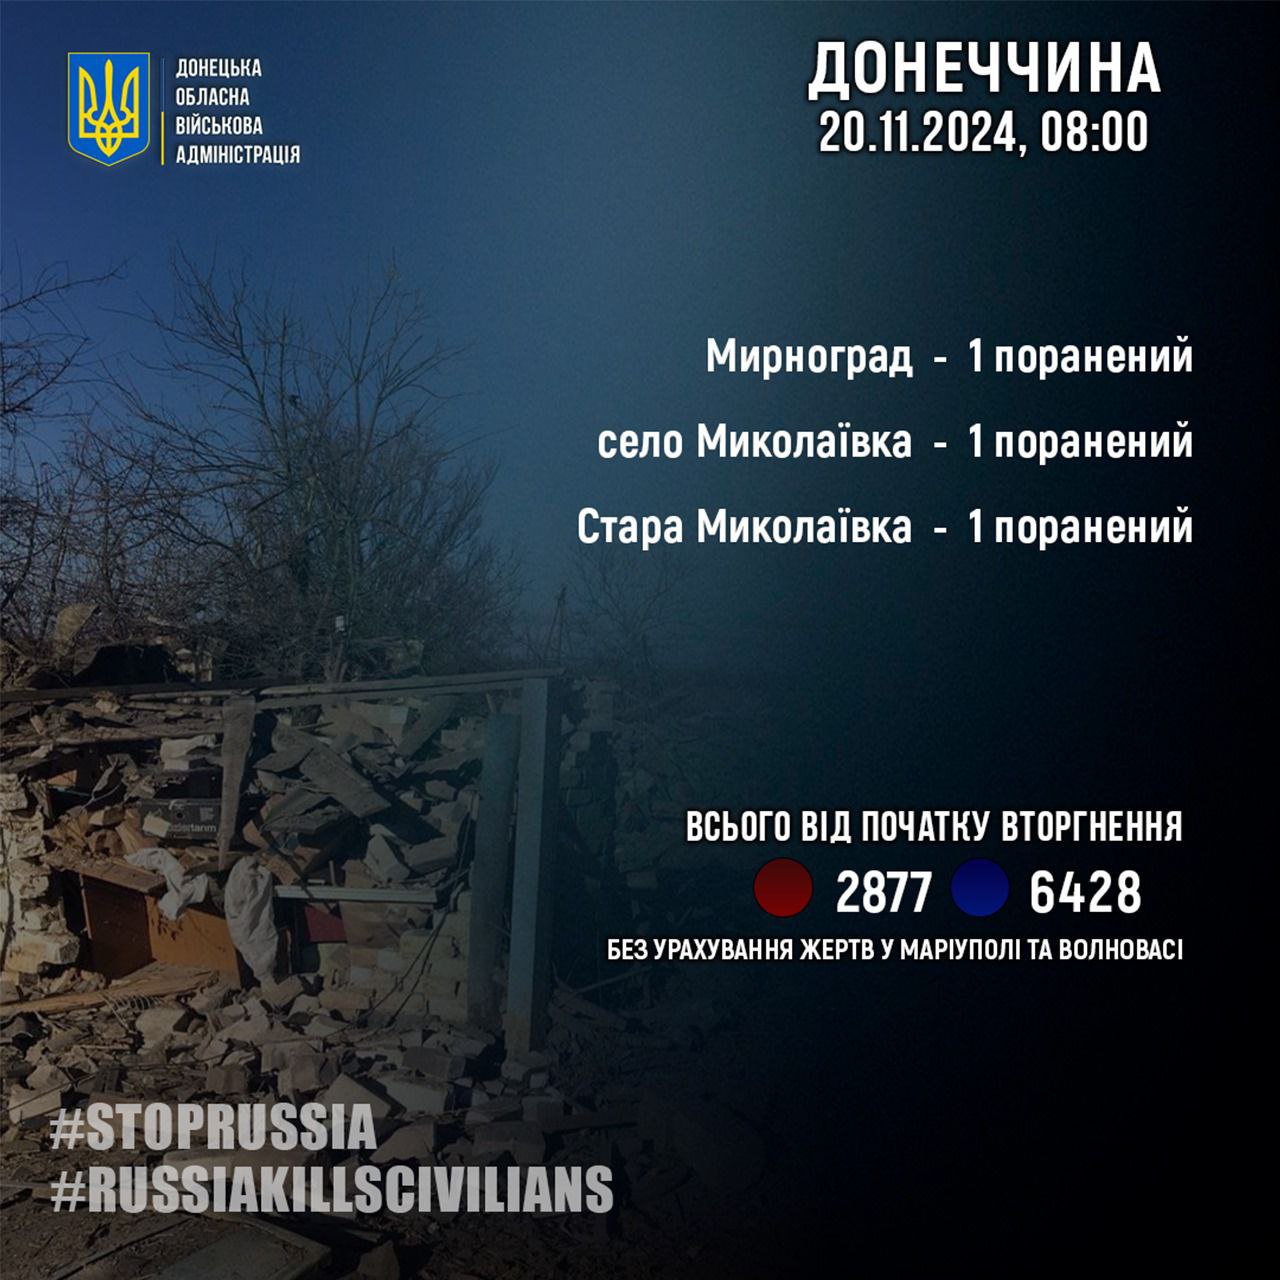 ДОНЕЦЬКА
ОБЛАСНА
ВІЙСЬКОВА
АДМІНІСТРАЦІЯ
ДОНЕЧЧИНА
20.11.2024, 08:00
Мирноград - 1 поранений
село Миколаївка - 1 поранений
Стара Миколаївка - 1 поранений
ВСЬОГО ВІД ПОЧАТКУ ВТОРГНЕННЯ
2877 6428
БЕЗ УРАХУВАННЯ ЖЕРТВ У МАРІУПОЛІ ТА ВОЛНОВАСІ
#STOPRUSSIA
#RUSSIAKILLSCIVILIANS